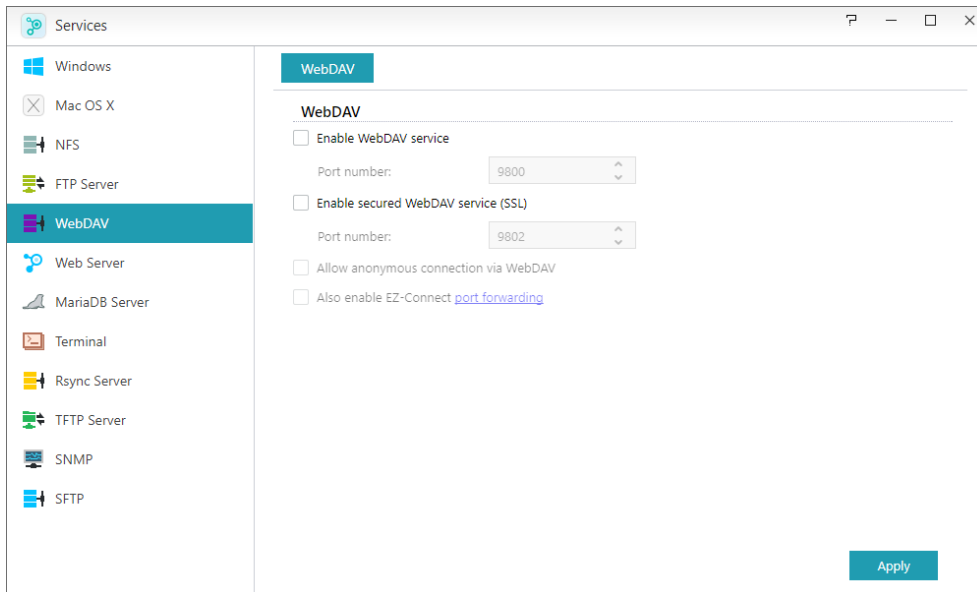 Services
Windows
Mac OS X
NFS
FTP Server
WebDAV
Web Server
MariaDB Server
Terminal
Rsync Server
TFTP Server
SNMP
SFTP
WebDAV
WebDAV
Enable WebDAV service
Port number: 9800
Enable secured WebDAV service (SSL)
Port number: 9802
Allow anonymous connection via WebDAV
Also enable EZ-Connect port forwarding
Apply